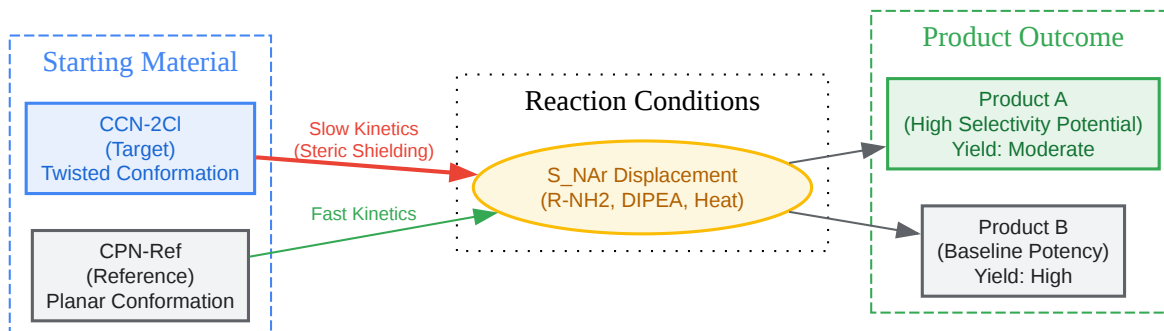 Starting Material
CCN-2Cl
(Target)
Twisted Conformation
CPN-Ref
(Reference)
Planar Conformation
Slow Kinetics
(Steric Shielding)
Fast Kinetics
Reaction Conditions
S_NAr Displacement
(R-NH2, DIPEA, Heat)
Product Outcome
Product A
(High Selectivity Potential)
Yield: Moderate
Product B
(Baseline Potency)
Yield: High